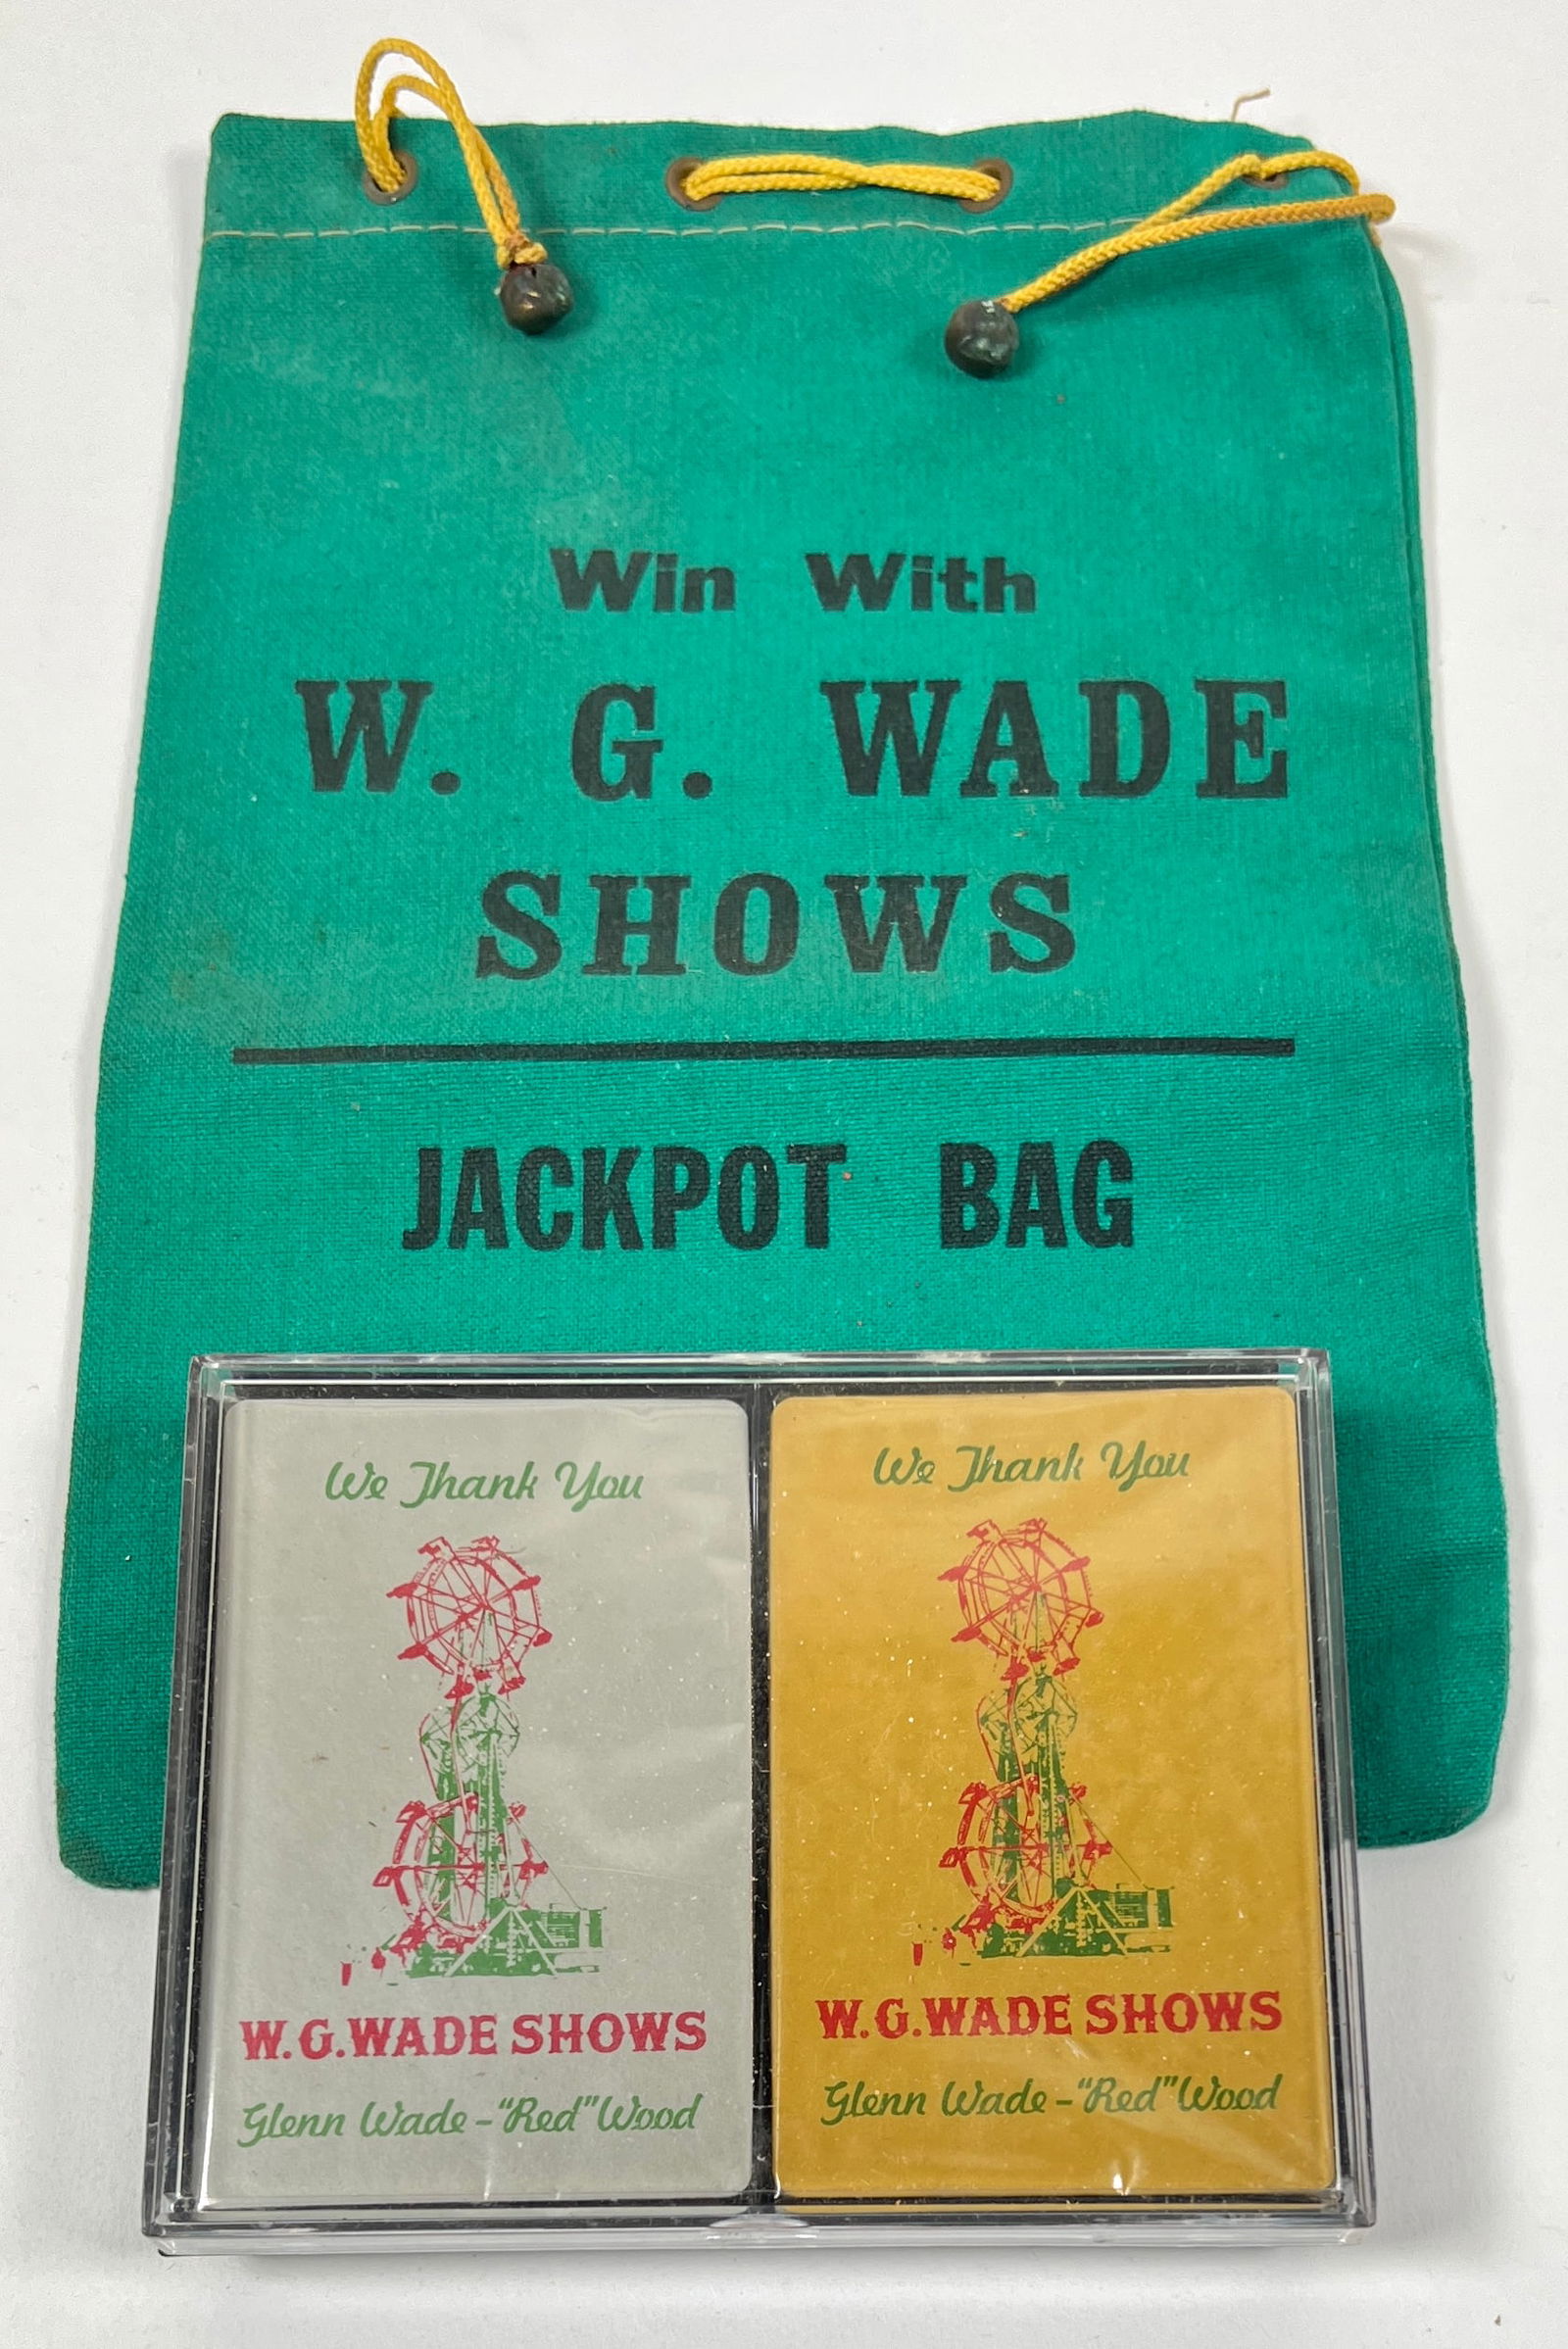 Win With
W. G. WADE
SHOWS
JACKPOT BAG
We Thank You
W.G.WADE SHOWS
Glenn Wade - "Red" Wood
We Thank You
W.G.WADE SHOWS
Glenn Wade - "Red" Wood